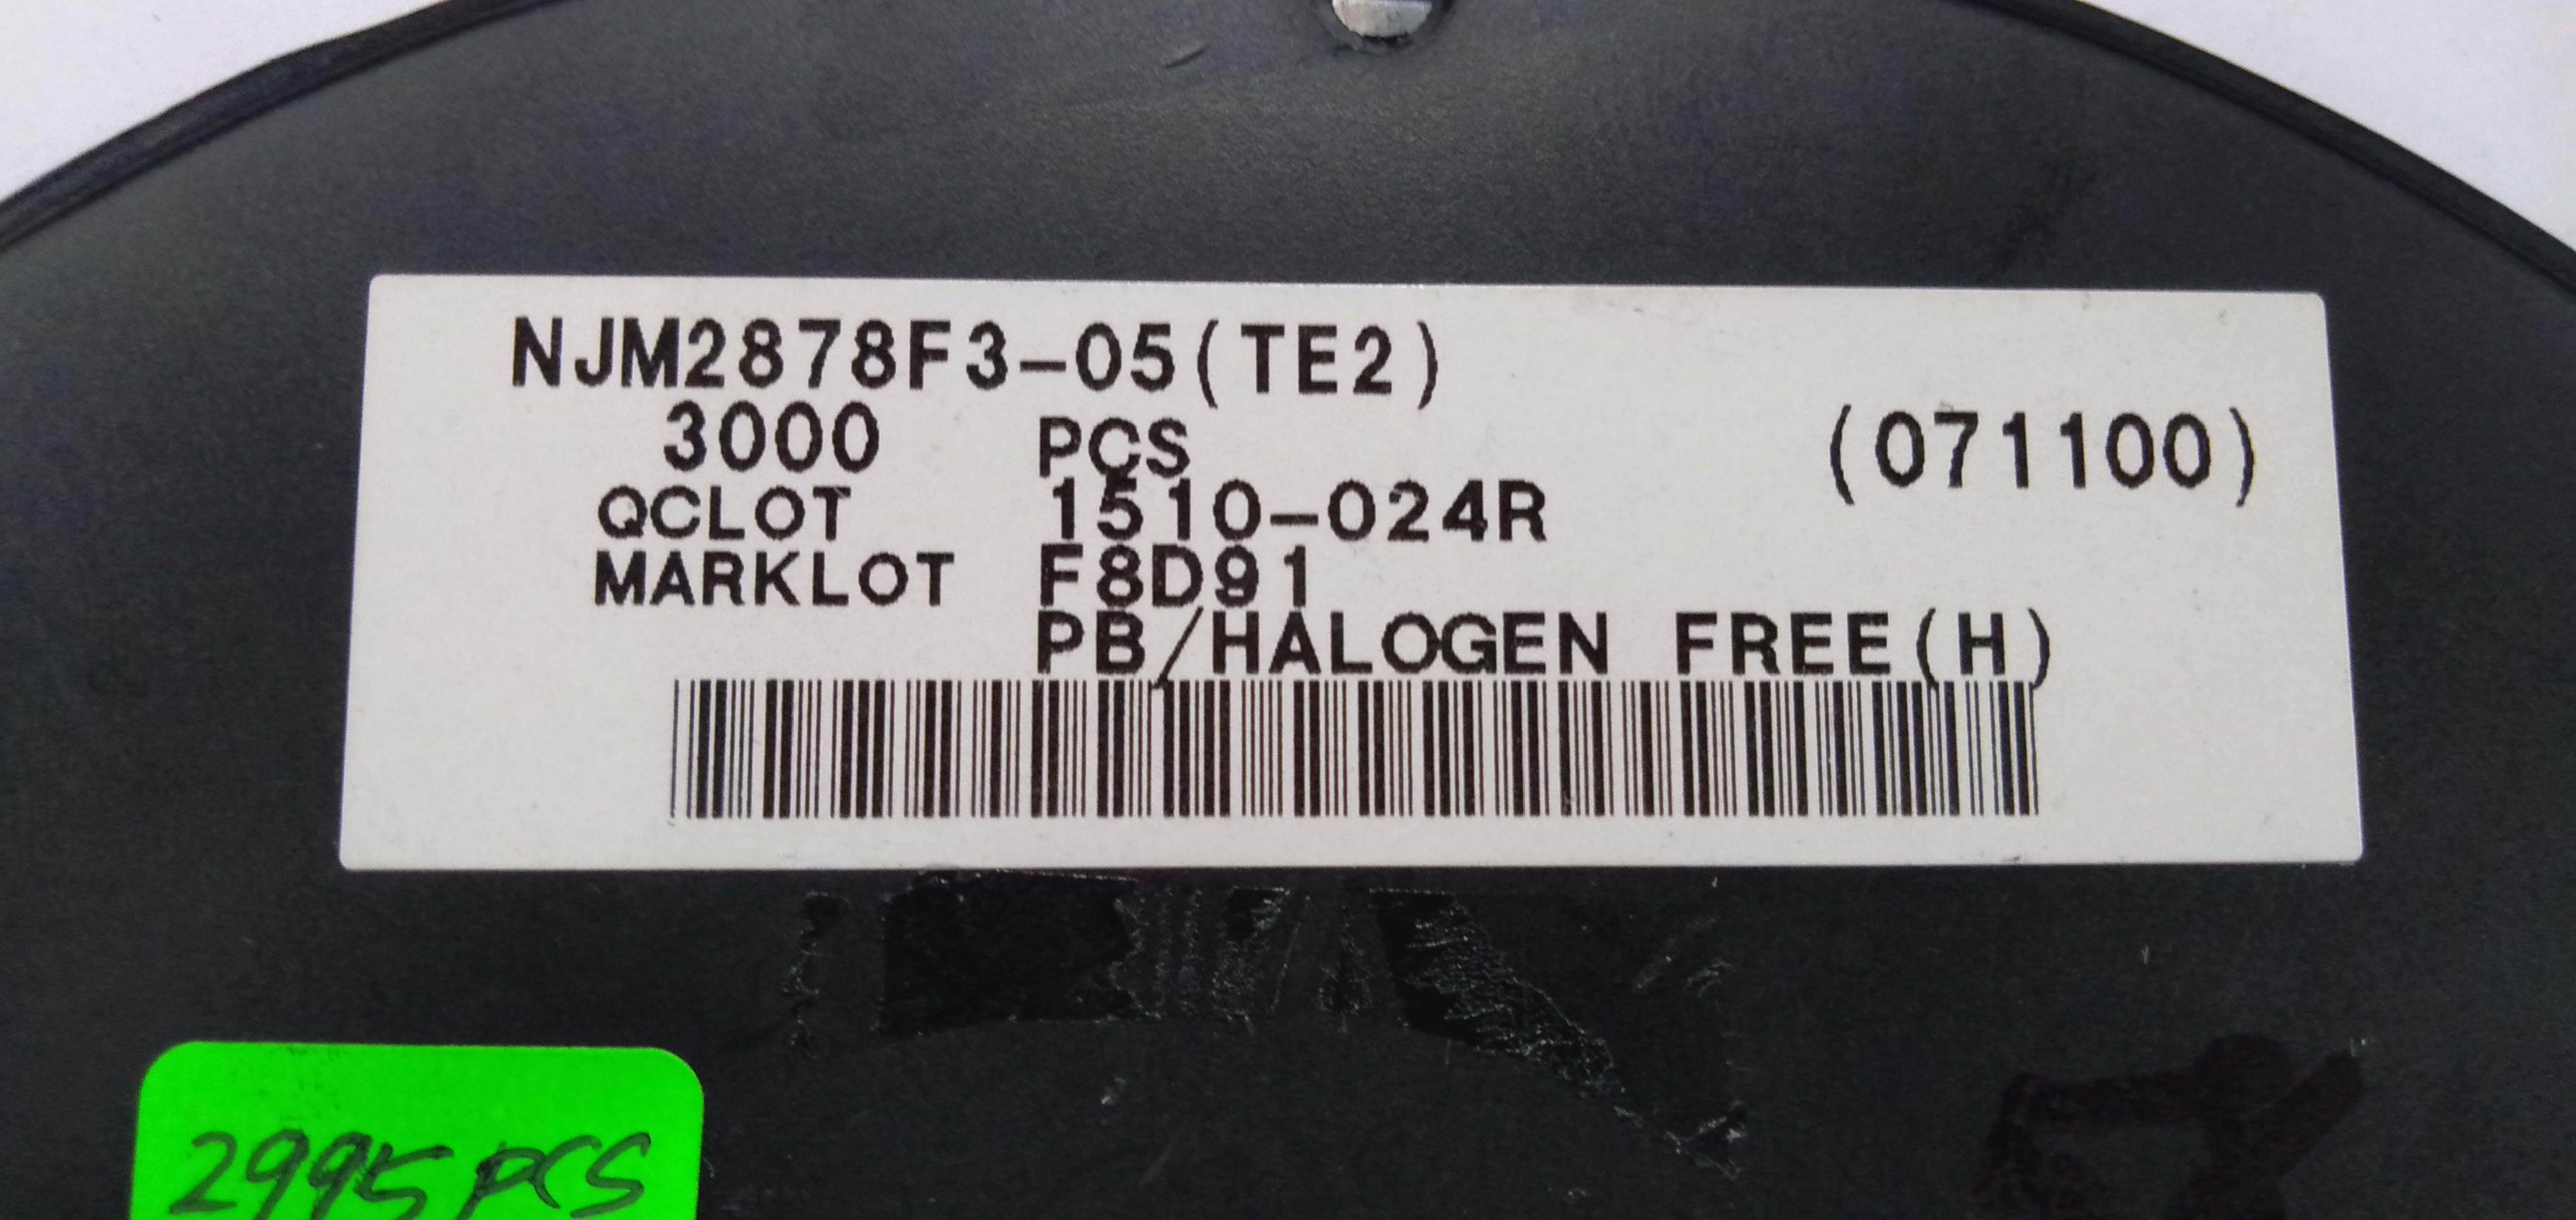 NJM2878F3-05(TE2)
3000 PCS (071100)
QCLOT 1510-024R
MARKLOT F8D91
PB/HALOGEN FREE(H)
2995 PCS